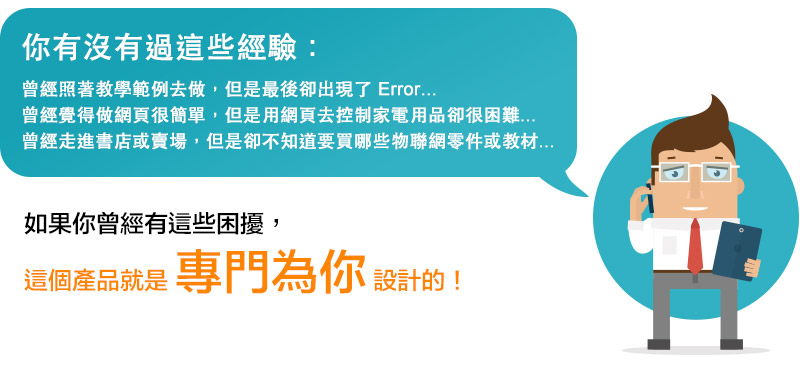 你有沒有過這些經驗：
曾經照著教學範例去做，但是最後卻出現了 Error...
曾經覺得做網頁很簡單，但是用網頁去控制家電用品卻很困難...
曾經走進書店或賣場，但是卻不知道要買哪些物聯網零件或教材...
如果你曾經有這些困擾，
這個產品就是 專門為你 設計的！